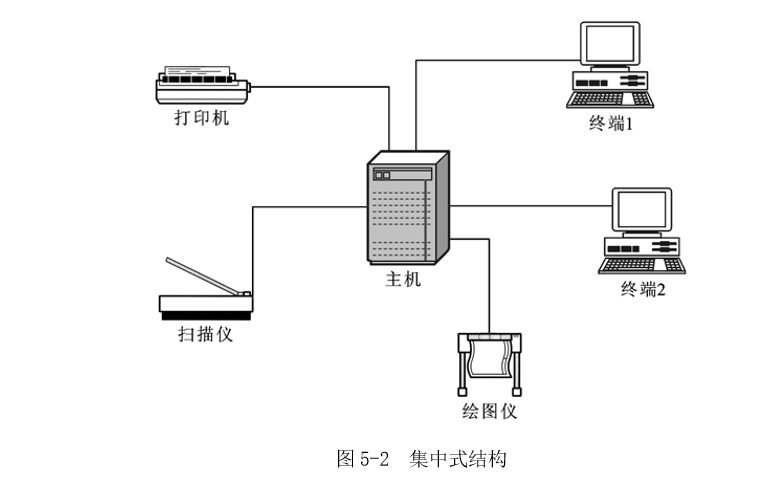 打印机
终端1
主机
终端2
扫描仪
绘图仪
图 5-2 集中式结构